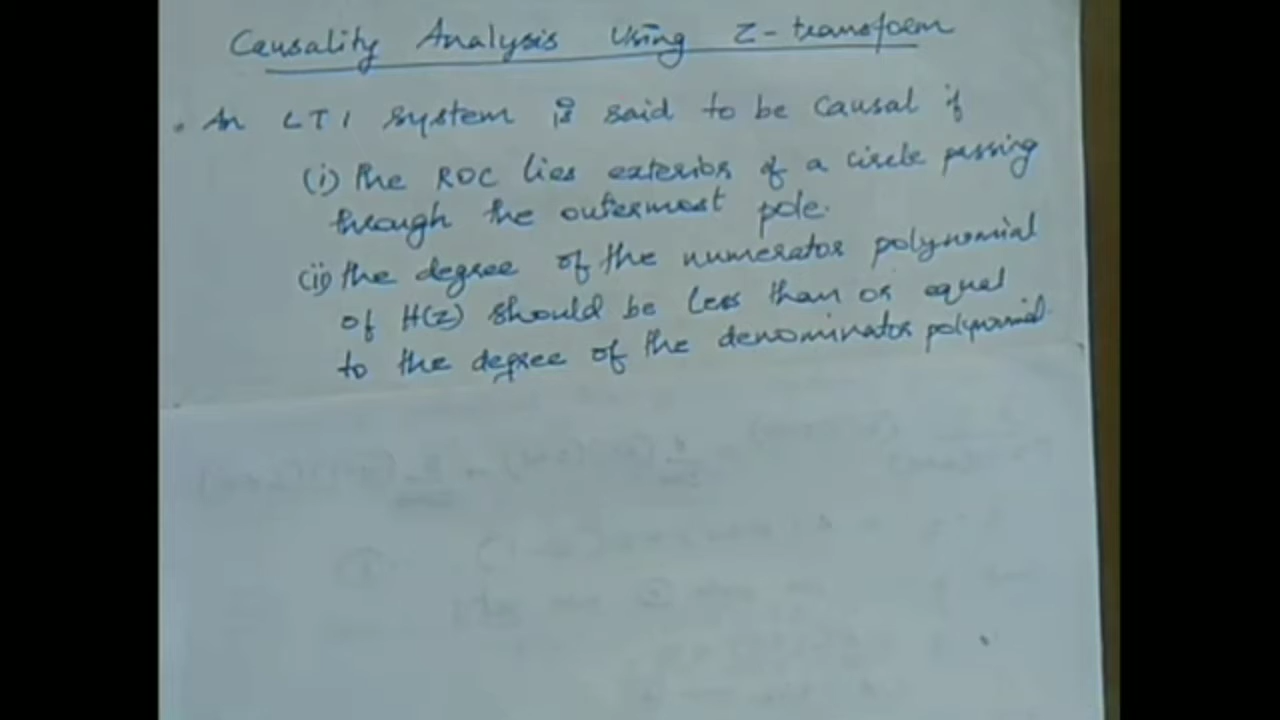 Causality Analysis Using Z-transform
. An LTI system is said to be causal if
(i) the ROC lies exterior of a circle passing
through the outermost pole.
(ii) the degree of the numerator polynomial
of H(z) should be less than or equal
to the degree of the denominator polynomial.